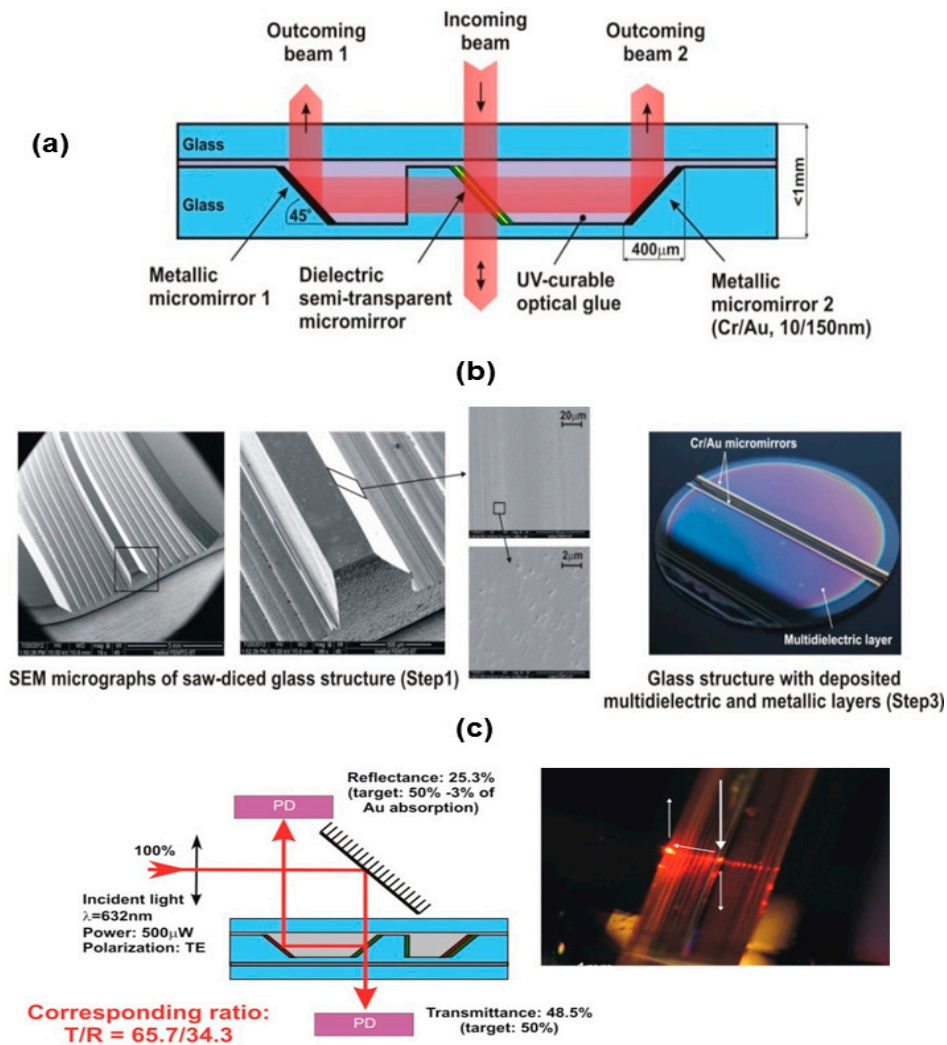 Outcoming
beam 1
Incoming
beam
Outcoming
beam 2
(a)
Glass
Glass
45°
<1mm
400µm
Metallic
micromirror 1
Dielectric
semi-transparent
micromirror
UV-curable
optical glue
Metallic
micromirror 2
(Cr/Au, 10/150nm)
(b)
20µm
2µm
Cr/Au micromirrors
Multidielectric layer
SEM micrographs of saw-diced glass structure (Step1)
Glass structure with deposited
multidielectric and metallic layers (Step3)
(c)
Reflectance: 25.3%
(target: 50% -3% of
Au absorption)
PD
100%
Incident light
λ=632nm
Power: 500µW
Polarization: TE
Corresponding ratio:
T/R = 65.7/34.3
PD
Transmittance: 48.5%
(target: 50%)